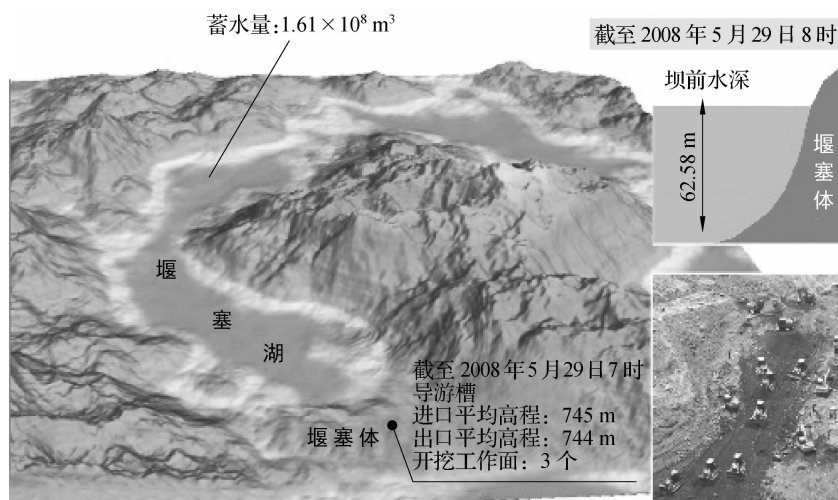 蓄水量:1.61×10⁸ m³
截至 2008 年 5 月 29 日 8 时
坝前水深
62.58 m
堰塞体
堰塞湖
截至 2008 年 5 月 29 日 7 时
导游槽
进口平均高程：745 m
出口平均高程：744 m
开挖工作面：3 个
堰塞体